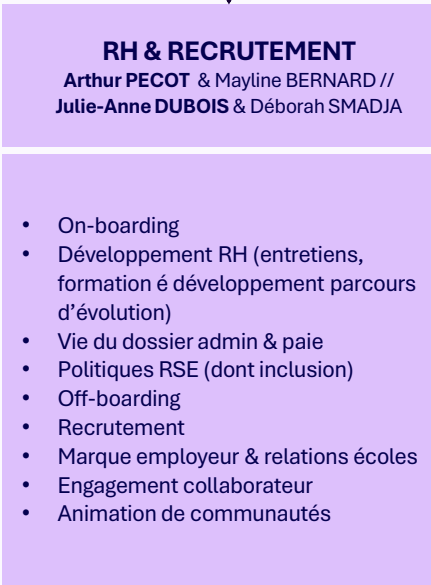 RH & RECRUTEMENT
Arthur PECOT & Mayline BERNARD //
Julie-Anne DUBOIS & Déborah SMADJA
• On-boarding
• Développement RH (entretiens,
formation é développement parcours
d’évolution)
• Vie du dossier admin & paie
• Politiques RSE (dont inclusion)
• Off-boarding
• Recrutement
• Marque employeur & relations écoles
• Engagement collaborateur
• Animation de communautés